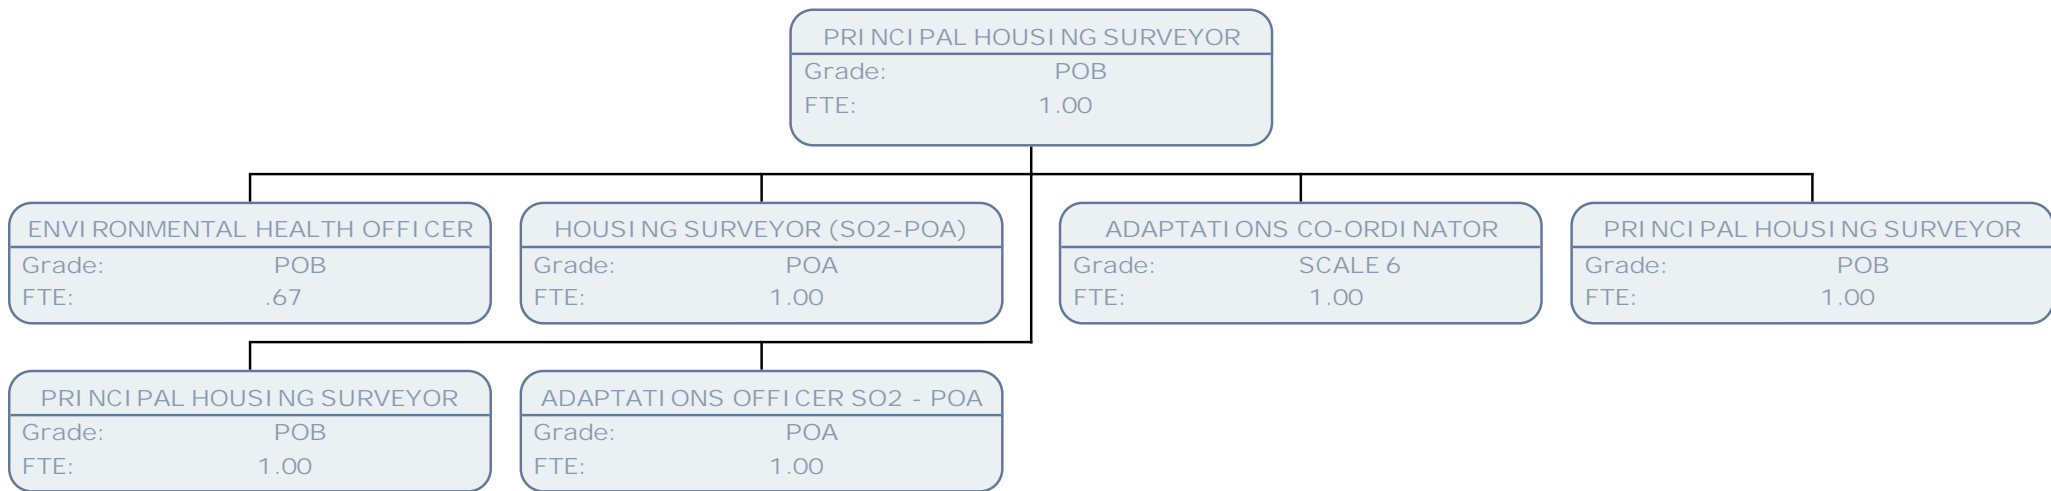 PRINCIPAL HOUSING SURVEYOR
Grade: POB
FTE: 1.00
ENVIRONMENTAL HEALTH OFFICER
Grade: POB
FTE: .67
HOUSING SURVEYOR (SO2-POA)
Grade: POA
FTE: 1.00
ADAPTATIONS CO-ORDINATOR
Grade: SCALE 6
FTE: 1.00
PRINCIPAL HOUSING SURVEYOR
Grade: POB
FTE: 1.00
PRINCIPAL HOUSING SURVEYOR
Grade: POB
FTE: 1.00
ADAPTATIONS OFFICER SO2 - POA
Grade: POA
FTE: 1.00